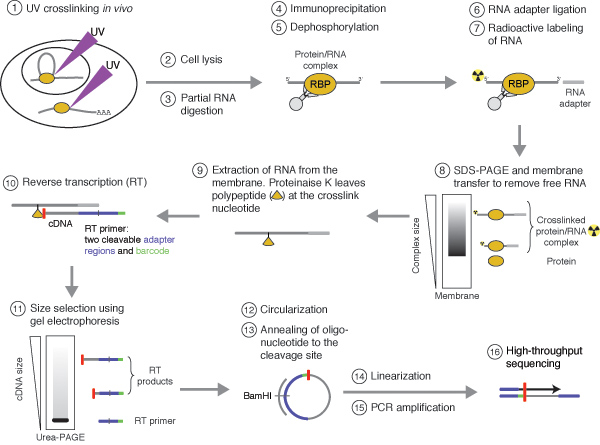 1 UV crosslinking in vivo
UV
UV
AAA
2 Cell lysis
3 Partial RNA
digestion
4 Immunoprecipitation
5 Dephosphorylation
Protein/RNA
complex
5' RBP 3'
6 RNA adapter ligation
7 Radioactive labeling
of RNA
5' RBP
RNA
adapter
8 SDS-PAGE and membrane
transfer to remove free RNA
Complex size
Membrane
Crosslinked
protein/RNA
complex
Protein
9 Extraction of RNA from the
membrane. Proteinaise K leaves
polypeptide ( ) at the crosslink
nucleotide
10 Reverse transcription (RT)
cDNA
RT primer:
two cleavable adapter
regions and barcode
11 Size selection using
gel electrophoresis
cDNA size
Urea-PAGE
RT
products
RT primer
12 Circularization
13 Annealing of oligo-
nucleotide to the
cleavage site
BamHI
14 Linearization
15 PCR amplification
16 High-throughput
sequencing